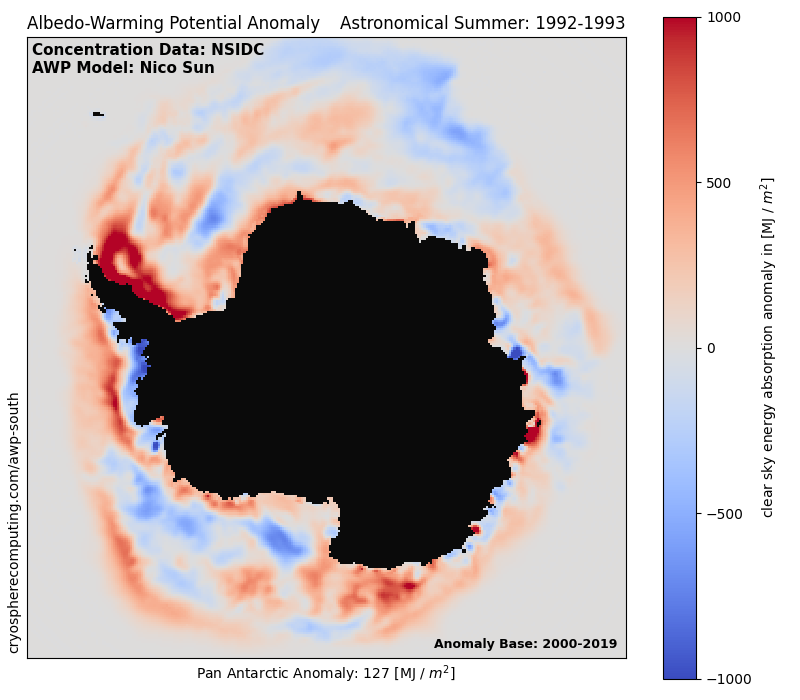 Albedo-Warming Potential Anomaly Astronomical Summer: 1992-1993
Concentration Data: NSIDC
AWP Model: Nico Sun
cryospherecomputing.com/awp-south
Anomaly Base: 2000-2019
Pan Antarctic Anomaly: 127 [MJ / m²]
1000
500
0
−500
−1000
clear sky energy absorption anomaly in [MJ / m²]